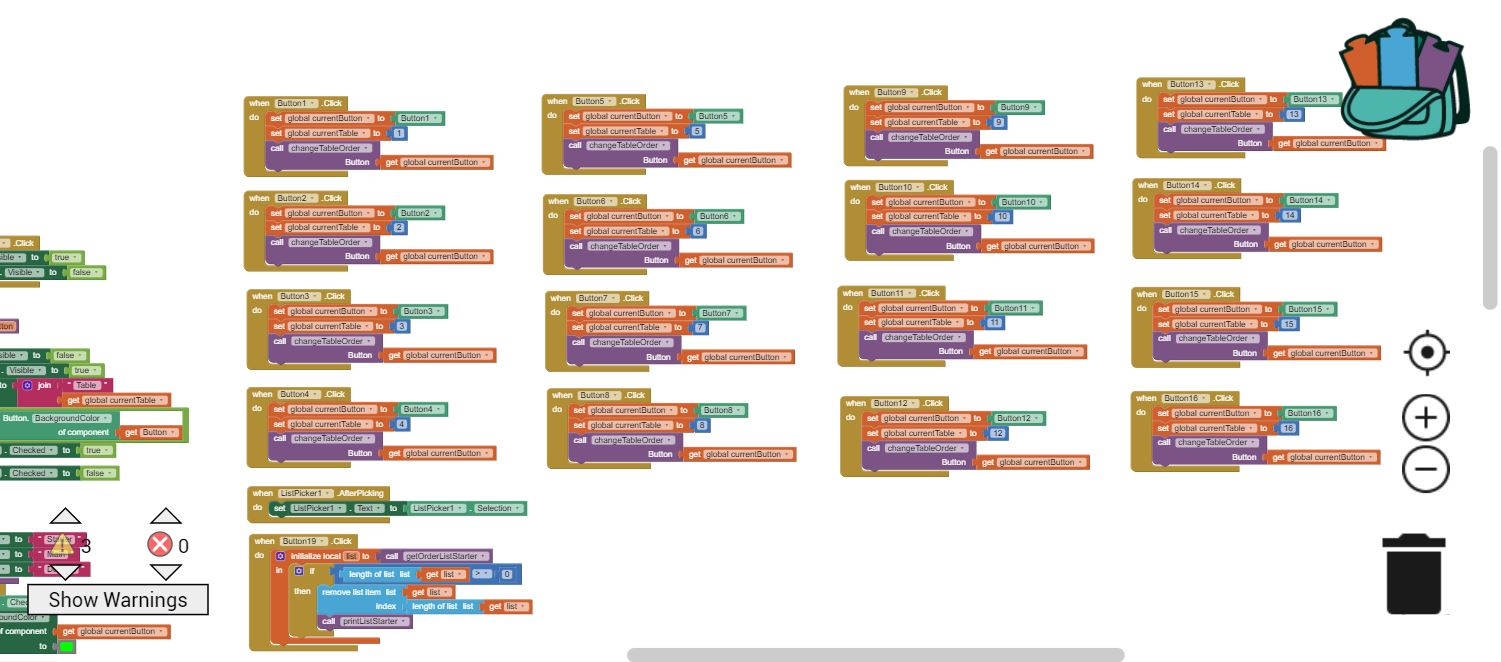 .Click
ible to true
. Visible to false
tton
sible to false
. Visible to true
to join " Table "
get global currentTable
Button. BackgroundColor
of component get Button
. Checked to true
. Checked to false
to
to
to
3
0
Show Warnings
oundColor
f component get global currentButton
to
when Button1 .Click
do set global currentButton to Button1
set global currentTable to 1
call changeTableOrder
Button get global currentButton
when Button2 .Click
do set global currentButton to Button2
set global currentTable to 2
call changeTableOrder
Button get global currentButton
when Button3 .Click
do set global currentButton to Button3
set global currentTable to 3
call changeTableOrder
Button get global currentButton
when Button4 .Click
do set global currentButton to Button4
set global currentTable to 4
call changeTableOrder
Button get global currentButton
when ListPicker1 .AfterPicking
do set ListPicker1 . Text to ListPicker1 . Selection
when Button19 .Click
do initialize local list to call getOrderListStarter
in if length of list list get list > 0
then remove list item list get list
index length of list list get list
call printListStarter
when Button5 .Click
do set global currentButton to Button5
set global currentTable to 5
call changeTableOrder
Button get global currentButton
when Button6 .Click
do set global currentButton to Button6
set global currentTable to 6
call changeTableOrder
Button get global currentButton
when Button7 .Click
do set global currentButton to Button7
set global currentTable to 7
call changeTableOrder
Button get global currentButton
when Button8 .Click
do set global currentButton to Button8
set global currentTable to 8
call changeTableOrder
Button get global currentButton
when Button9 .Click
do set global currentButton to Button9
set global currentTable to 9
call changeTableOrder
Button get global currentButton
when Button10 .Click
do set global currentButton to Button10
set global currentTable to 10
call changeTableOrder
Button get global currentButton
when Button11 .Click
do set global currentButton to Button11
set global currentTable to 11
call changeTableOrder
Button get global currentButton
when Button12 .Click
do set global currentButton to Button12
set global currentTable to 12
call changeTableOrder
Button get global currentButton
when Button13 .Click
do set global currentButton to Button13
set global currentTable to 13
call changeTableOrder
Button get global currentButton
when Button14 .Click
do set global currentButton to Button14
set global currentTable to 14
call changeTableOrder
Button get global currentButton
when Button15 .Click
do set global currentButton to Button15
set global currentTable to 15
call changeTableOrder
Button get global currentButton
when Button16 .Click
do set global currentButton to Button16
set global currentTable to 16
call changeTableOrder
Button get global currentButton